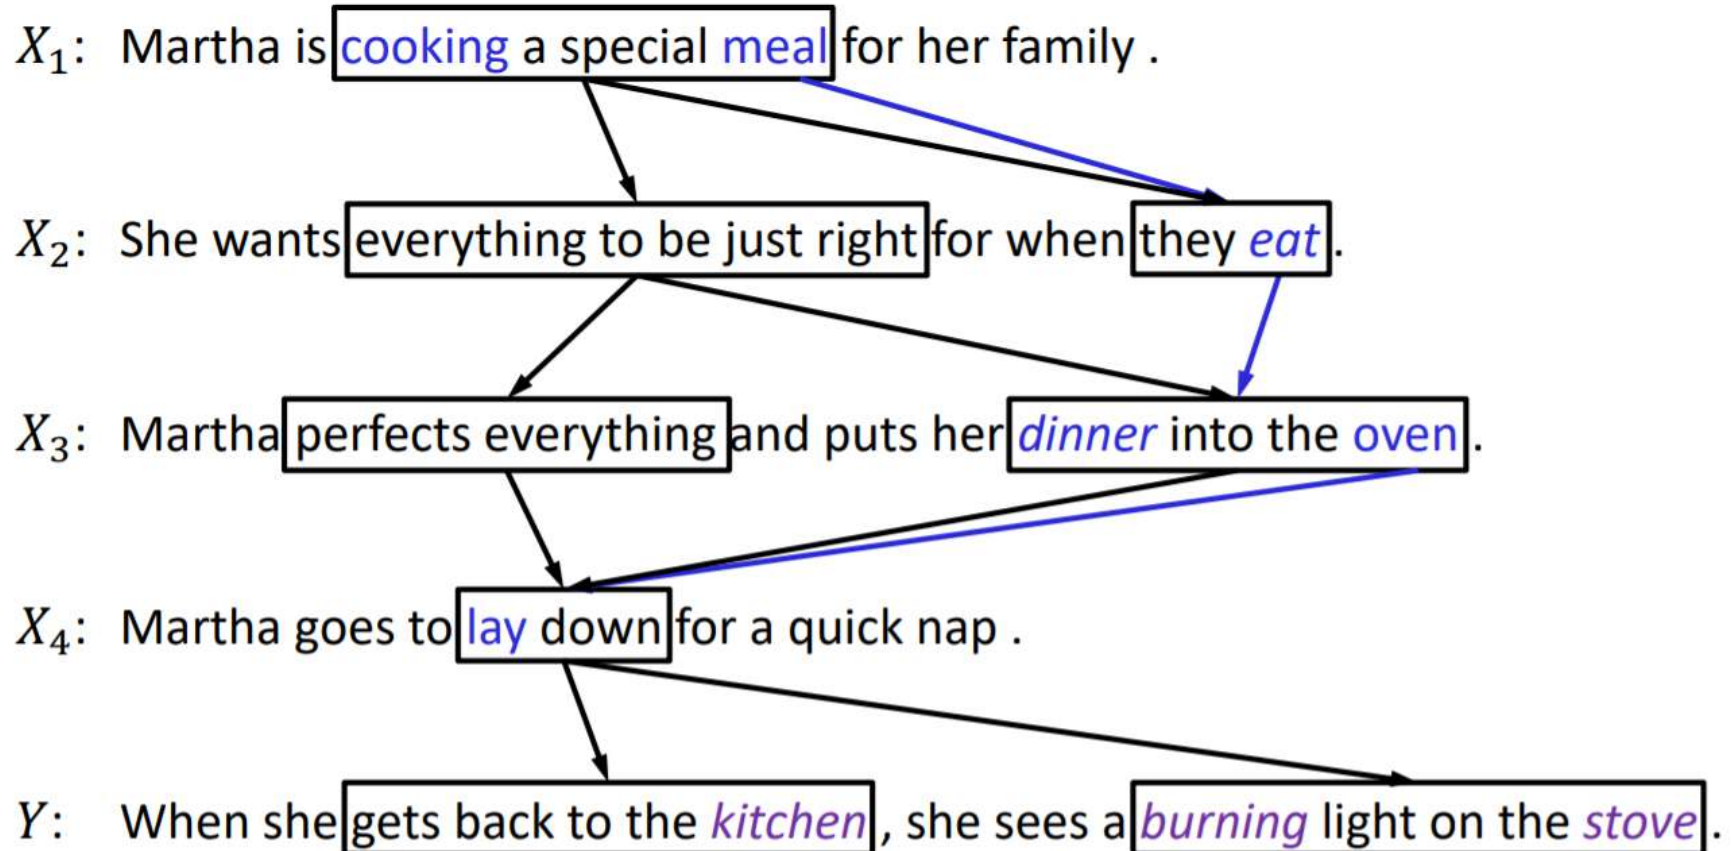 X₁: Martha is cooking a special meal for her family .
X₂: She wants everything to be just right for when they eat .
X₃: Martha perfects everything and puts her dinner into the oven .
X₄: Martha goes to lay down for a quick nap .
Y: When she gets back to the kitchen , she sees a burning light on the stove .